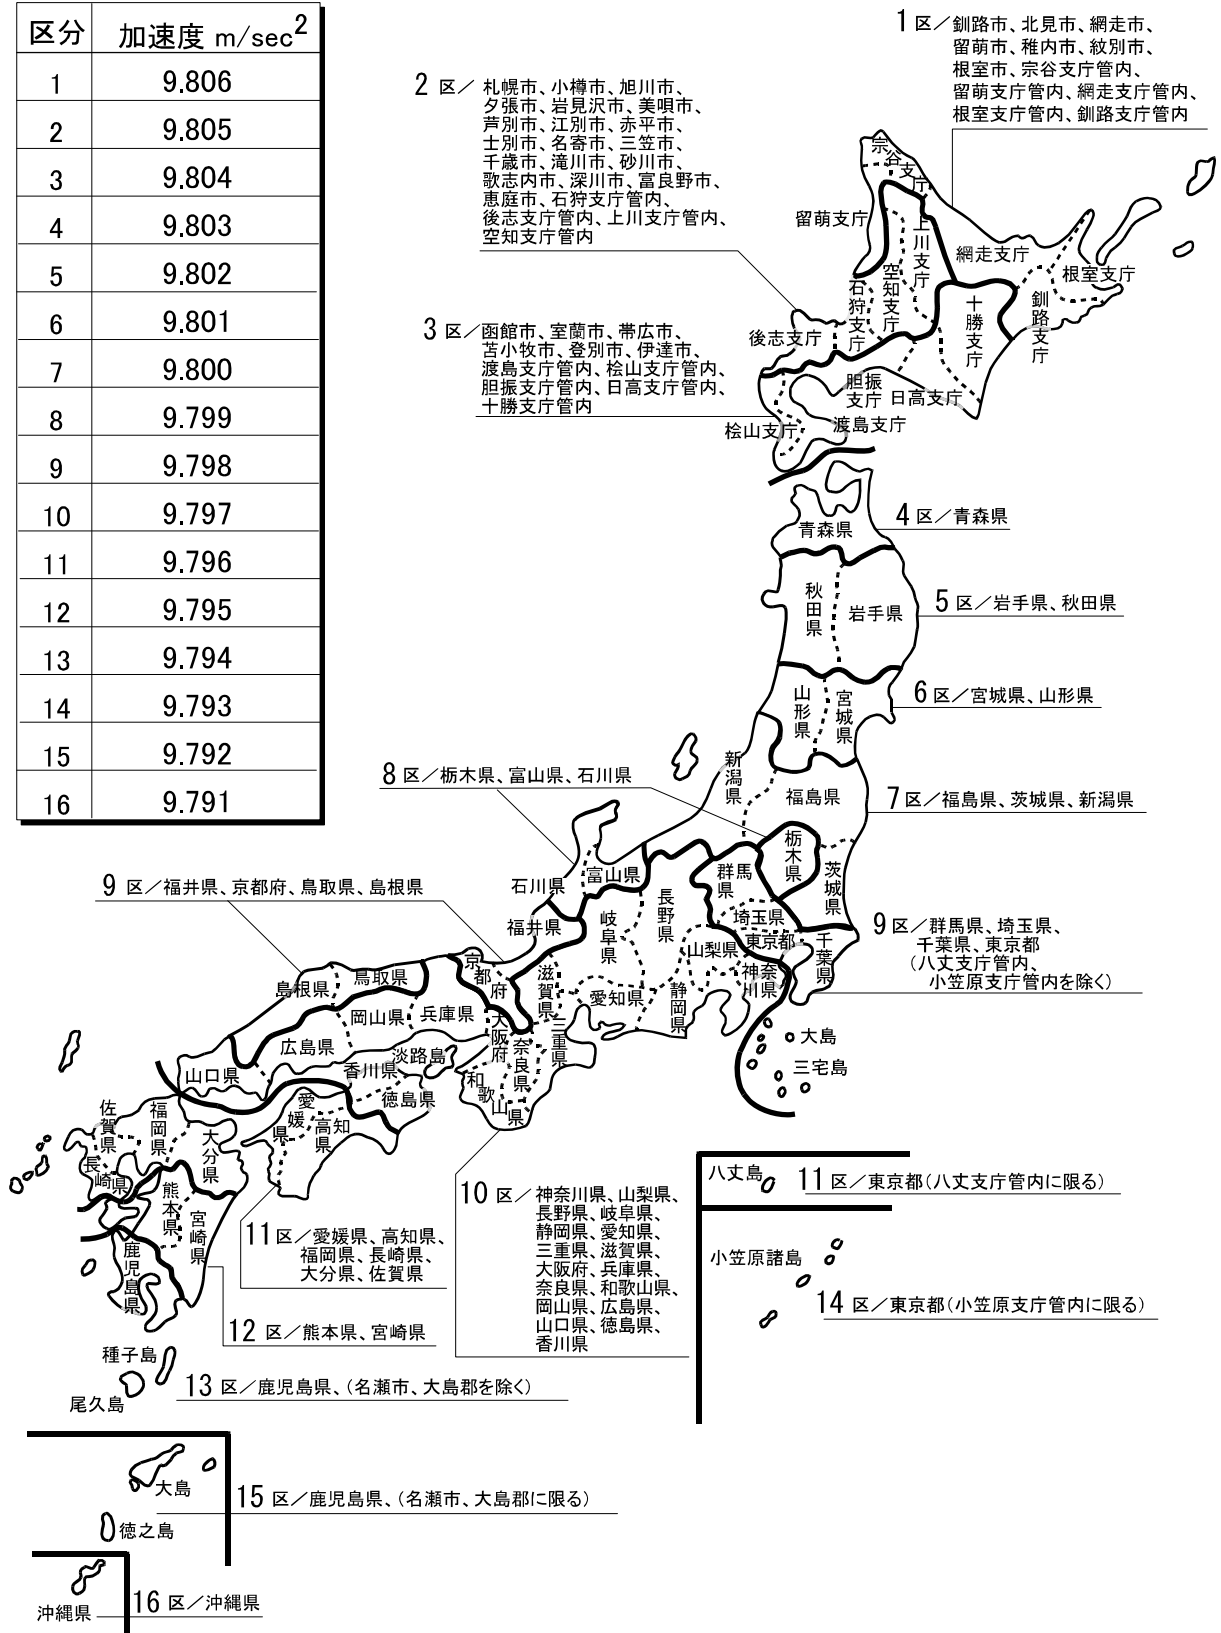 区分 加速度 m/sec2
1 9.806
2 9.805
3 9.804
4 9.803
5 9.802
6 9.801
7 9.800
8 9.799
9 9.798
10 9.797
11 9.796
12 9.795
13 9.794
14 9.793
15 9.792
16 9.791
1 区／釧路市、北見市、網走市、
留萌市、稚内市、紋別市、
根室市、宗谷支庁管内、
留萌支庁管内、網走支庁管内、
根室支庁管内、釧路支庁管内
2 区／ 札幌市、小樽市、旭川市、
夕張市、岩見沢市、美唄市、
芦別市、江別市、赤平市、
士別市、名寄市、三笠市、
千歳市、滝川市、砂川市、
歌志内市、深川市、富良野市、
恵庭市、石狩支庁管内、
後志支庁管内、上川支庁管内、
空知支庁管内
3 区／函館市、室蘭市、帯広市、
苫小牧市、登別市、伊達市、
渡島支庁管内、桧山支庁管内、
胆振支庁管内、日高支庁管内、
十勝支庁管内
宗谷支庁
留萌支庁
上川支庁
網走支庁
空知支庁
根室支庁
石狩支庁
十勝支庁
釧路支庁
後志支庁
胆振
支庁
日高支庁
桧山支庁
渡島支庁
青森県
4 区／青森県
秋田県
岩手県
5 区／岩手県、秋田県
山形県
宮城県
6 区／宮城県、山形県
新潟県
福島県
7 区／福島県、茨城県、新潟県
8 区／栃木県、富山県、石川県
栃木県
茨城県
群馬
県
埼玉県
東京都
千葉県
神奈
川県
山梨県
長野県
静岡県
富山県
石川県
岐阜県
愛知県
福井県
滋賀県
三重県
9 区／福井県、京都府、鳥取県、島根県
9 区／群馬県、埼玉県、
千葉県、東京都
（八丈支庁管内、
小笠原支庁管内を除く）
京都府
鳥取県
島根県
兵庫県
岡山県
大阪府
奈良県
和歌山県
淡路島
広島県
山口県
香川県
徳島県
愛媛県
高知
県
大島
三宅島
佐賀県
福岡県
大分県
長崎県
熊本県
宮崎県
鹿児島県
八丈島
11 区／東京都（八丈支庁管内に限る）
小笠原諸島
14 区／東京都（小笠原支庁管内に限る）
10 区／神奈川県、山梨県、
長野県、岐阜県、
静岡県、愛知県、
三重県、滋賀県、
大阪府、兵庫県、
奈良県、和歌山県、
岡山県、広島県、
山口県、徳島県、
香川県
11 区／愛媛県、高知県、
福岡県、長崎県、
大分県、佐賀県
12 区／熊本県、宮崎県
種子島
尾久島
13 区／鹿児島県、（名瀬市、大島郡を除く）
大島
15 区／鹿児島県、（名瀬市、大島郡に限る）
徳之島
沖縄県
16 区／沖縄県